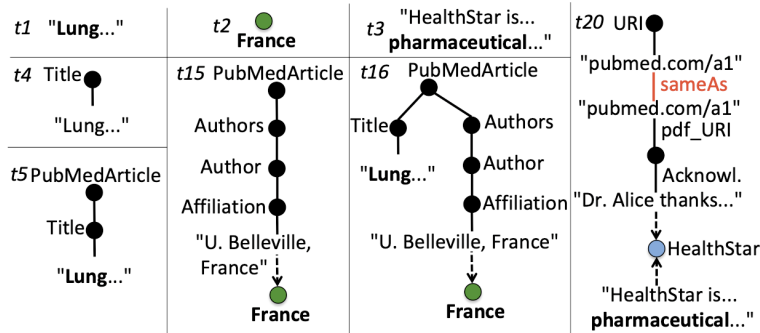 t1 "Lung..."
t2
France
t3 "HealthStar is...
pharmaceutical..."
t4 Title
"Lung..."
t5 PubMedArticle
Title
"Lung..."
t15 PubMedArticle
Authors
Author
Affiliation
"U. Belleville,
France"
France
t16 PubMedArticle
Title
"Lung..."
Authors
Author
Affiliation
"U. Belleville, France"
France
t20 URI
"pubmed.com/a1"
sameAs
"pubmed.com/a1"
pdf_URI
Acknowl.
"Dr. Alice thanks..."
HealthStar
"HealthStar is...
pharmaceutical..."